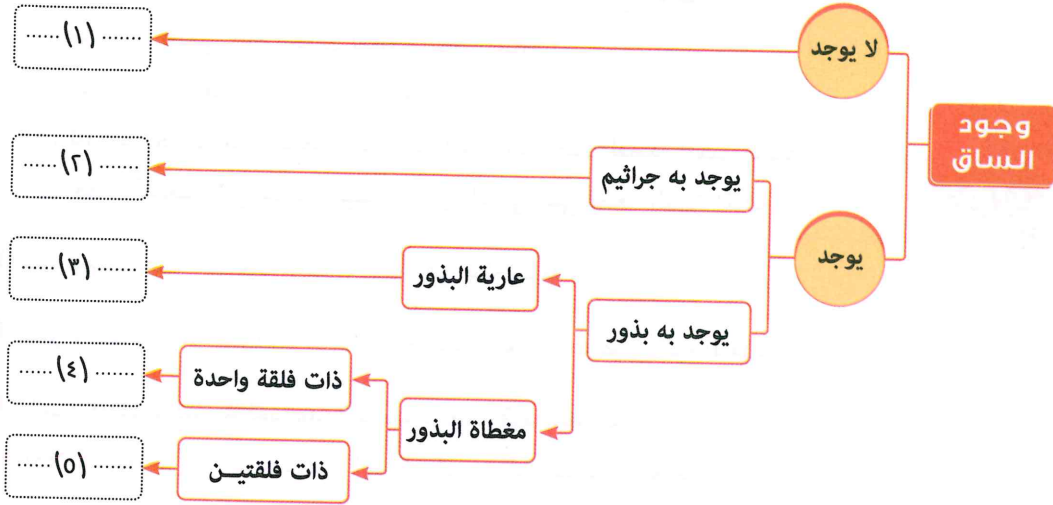 وجود
الساق
لا يوجد
...... (١) ......
يوجد
يوجد به جراثيم
...... (٢) ......
يوجد به بذور
عارية البذور
...... (٣) ......
مغطاة البذور
ذات فلقة واحدة
...... (٤) ......
ذات فلقتيــن
...... (٥) ......